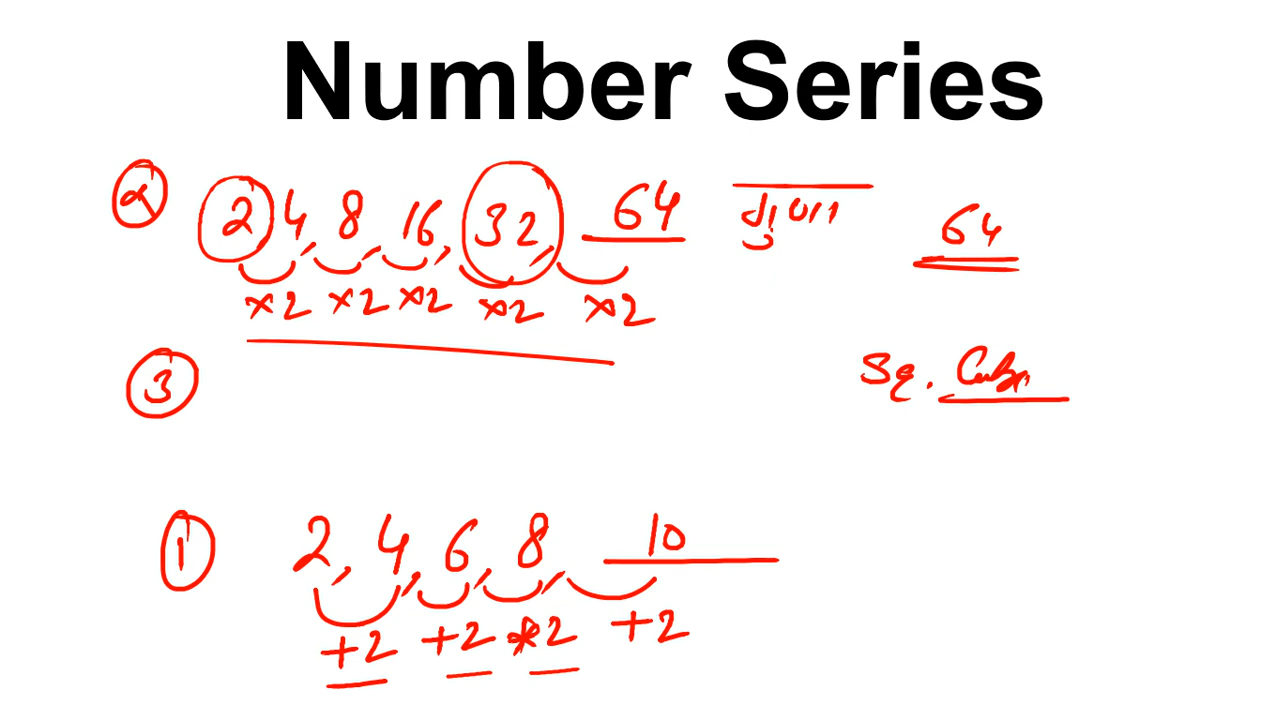 Number Series
2 2 4, 8, 16, 32, 64 64
×2 ×2 ×2 ×2 ×2
3 Sq. Cube
1 2, 4, 6, 8, 10
+2 +2 *2 +2